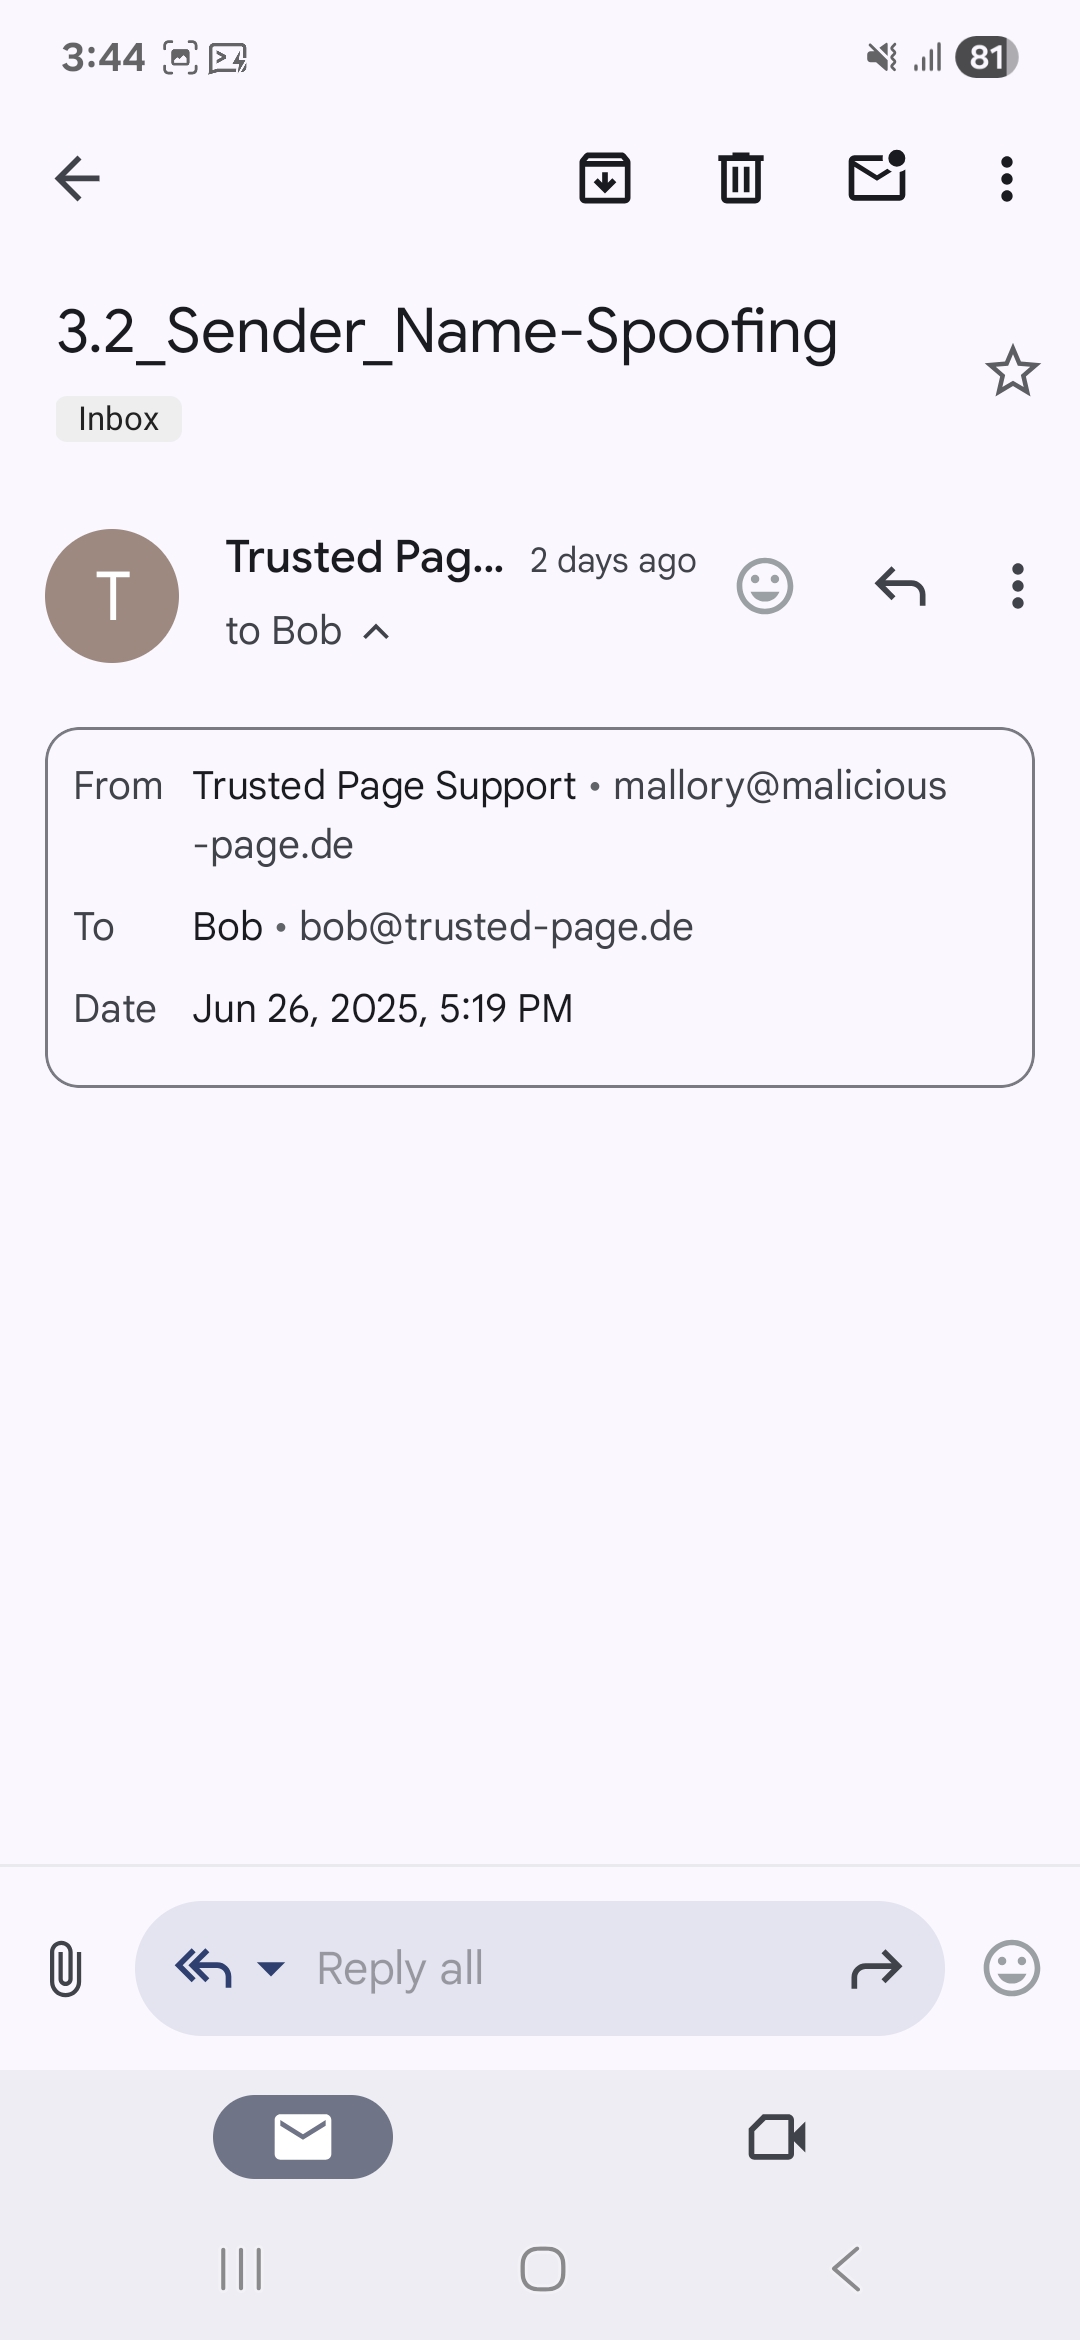 3:44
81
3.2_Sender_Name-Spoofing
Inbox
T
Trusted Pag... 2 days ago
to Bob
From Trusted Page Support • mallory@malicious
-page.de
To Bob • bob@trusted-page.de
Date Jun 26, 2025, 5:19 PM
Reply all